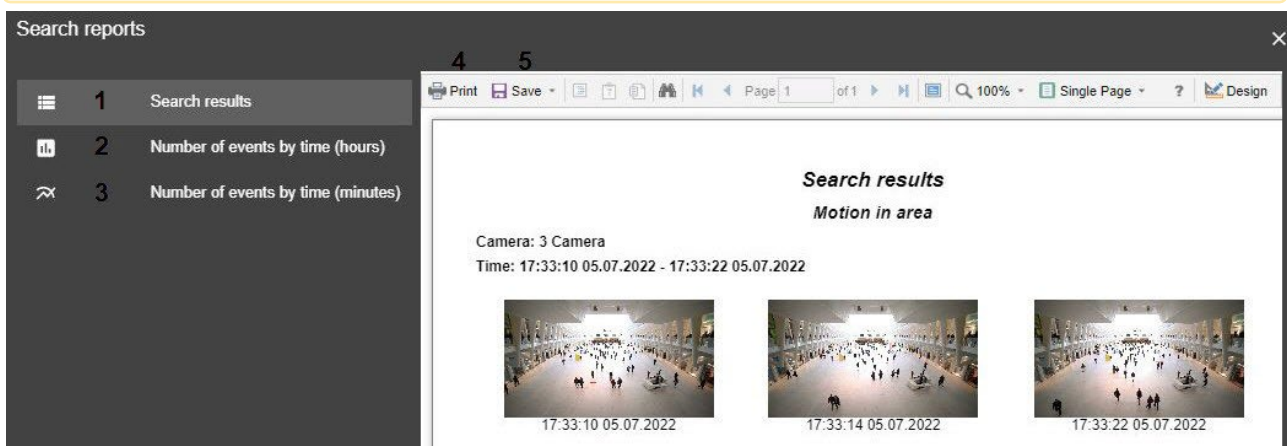 Search reports
4 5
Print Save Page 1 of 1 100% Single Page ? Design
1 Search results
2 Number of events by time (hours)
3 Number of events by time (minutes)
Search results
Motion in area
Camera: 3 Camera
Time: 17:33:10 05.07.2022 - 17:33:22 05.07.2022
17:33:10 05.07.2022 17:33:14 05.07.2022 17:33:22 05.07.2022